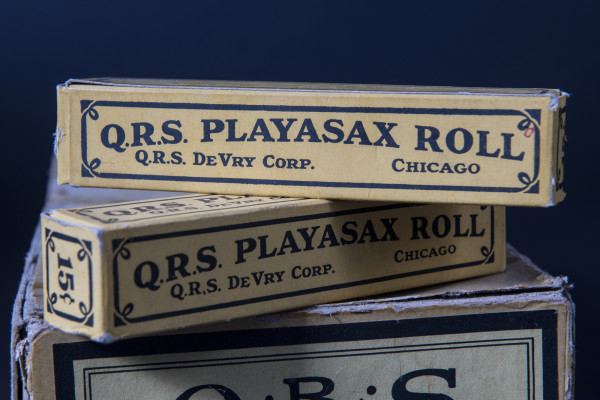 Q.R.S. PLAYASAX ROLL
Q.R.S. DeVry Corp. Chicago
Q.R.S. PLAYASAX ROLL
Q.R.S. DeVry Corp. Chicago
15¢
Q·R·S